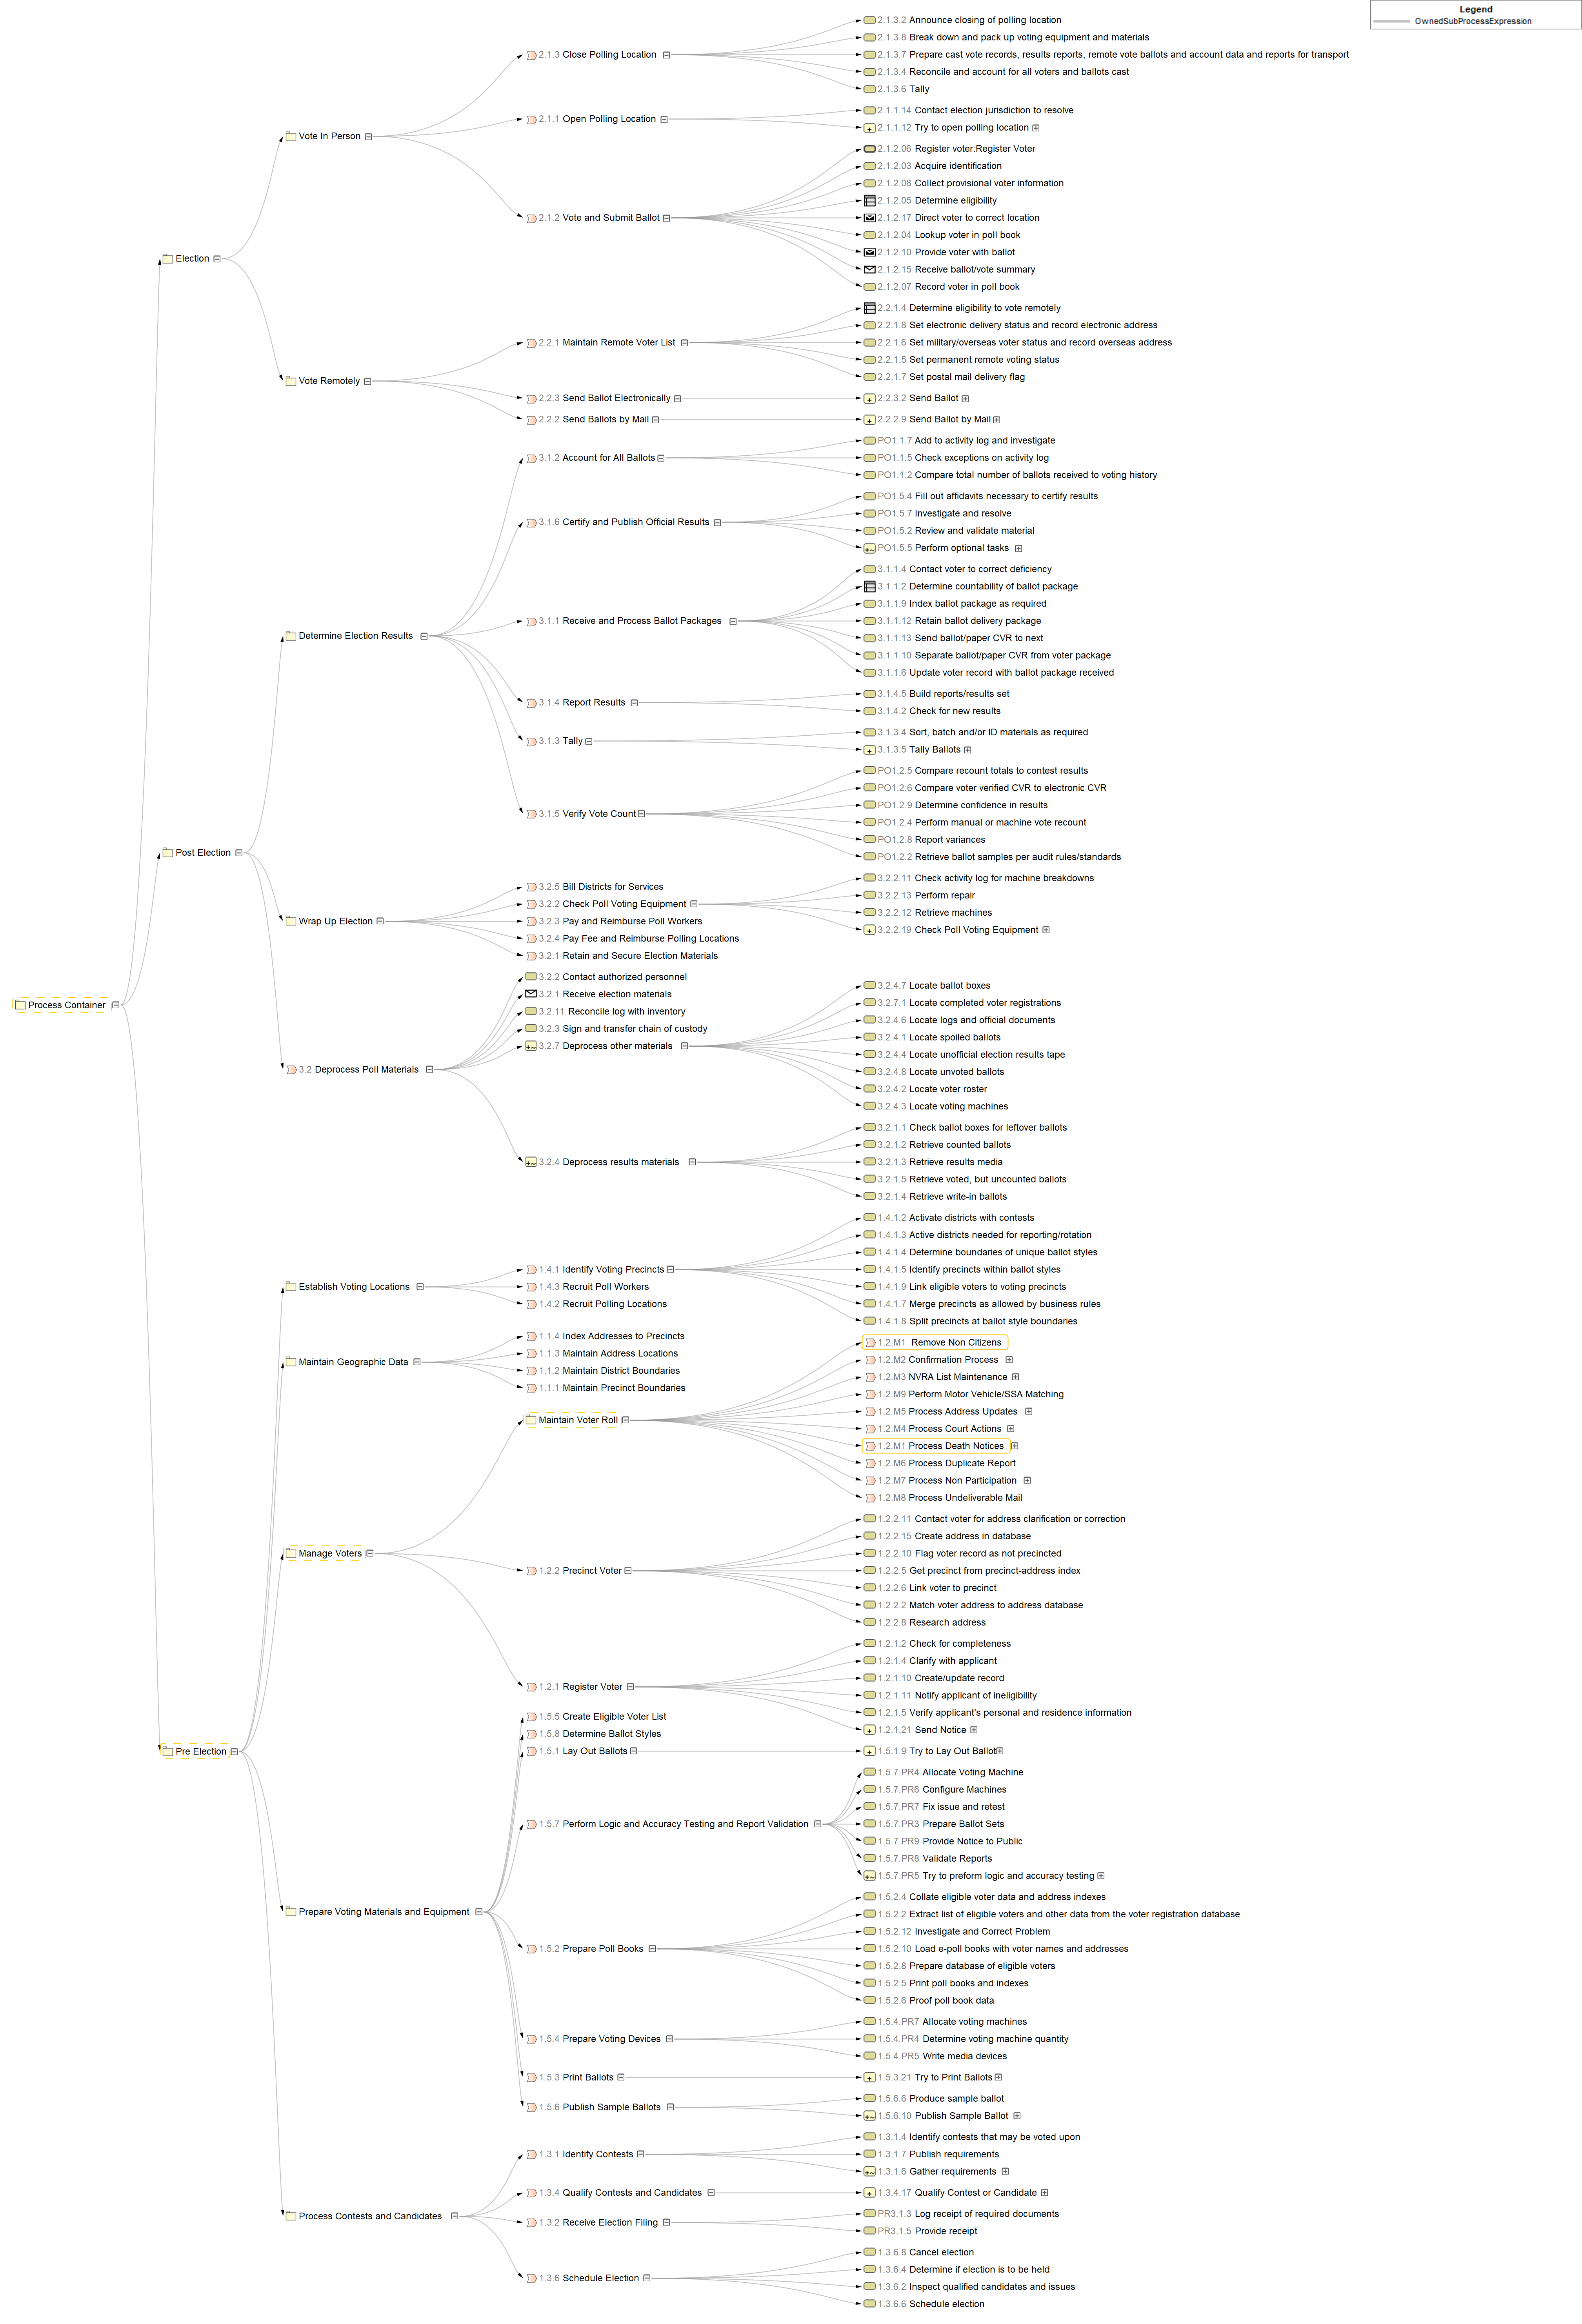 Legend
OwnedSubProcessExpression
Process Container
Election
Vote In Person
2.1.3 Close Polling Location
2.1.3.2 Announce closing of polling location
2.1.3.8 Break down and pack up voting equipment and materials
2.1.3.7 Prepare cast vote records, results reports, remote vote ballots and account data and reports for transport
2.1.3.4 Reconcile and account for all voters and ballots cast
2.1.3.6 Tally
2.1.1 Open Polling Location
2.1.1.14 Contact election jurisdiction to resolve
2.1.1.12 Try to open polling location
2.1.2 Vote and Submit Ballot
2.1.2.06 Register voter:Register Voter
2.1.2.03 Acquire identification
2.1.2.08 Collect provisional voter information
2.1.2.05 Determine eligibility
2.1.2.17 Direct voter to correct location
2.1.2.04 Lookup voter in poll book
2.1.2.10 Provide voter with ballot
2.1.2.15 Receive ballot/vote summary
2.1.2.07 Record voter in poll book
Vote Remotely
2.2.1 Maintain Remote Voter List
2.2.1.4 Determine eligibility to vote remotely
2.2.1.8 Set electronic delivery status and record electronic address
2.2.1.6 Set military/overseas voter status and record overseas address
2.2.1.5 Set permanent remote voting status
2.2.1.7 Set postal mail delivery flag
2.2.3 Send Ballot Electronically
2.2.3.2 Send Ballot
2.2.2 Send Ballots by Mail
2.2.2.9 Send Ballot by Mail
Post Election
Determine Election Results
3.1.2 Account for All Ballots
PO1.1.7 Add to activity log and investigate
PO1.1.5 Check exceptions on activity log
PO1.1.2 Compare total number of ballots received to voting history
3.1.6 Certify and Publish Official Results
PO1.5.4 Fill out affidavits necessary to certify results
PO1.5.7 Investigate and resolve
PO1.5.2 Review and validate material
PO1.5.5 Perform optional tasks
3.1.1 Receive and Process Ballot Packages
3.1.1.4 Contact voter to correct deficiency
3.1.1.2 Determine countability of ballot package
3.1.1.9 Index ballot package as required
3.1.1.12 Retain ballot delivery package
3.1.1.13 Send ballot/paper CVR to next
3.1.1.10 Separate ballot/paper CVR from voter package
3.1.1.6 Update voter record with ballot package received
3.1.4 Report Results
3.1.4.5 Build reports/results set
3.1.4.2 Check for new results
3.1.3 Tally
3.1.3.4 Sort, batch and/or ID materials as required
3.1.3.5 Tally Ballots
3.1.5 Verify Vote Count
PO1.2.5 Compare recount totals to contest results
PO1.2.6 Compare voter verified CVR to electronic CVR
PO1.2.9 Determine confidence in results
PO1.2.4 Perform manual or machine vote recount
PO1.2.8 Report variances
PO1.2.2 Retrieve ballot samples per audit rules/standards
Wrap Up Election
3.2.5 Bill Districts for Services
3.2.2 Check Poll Voting Equipment
3.2.2.11 Check activity log for machine breakdowns
3.2.2.13 Perform repair
3.2.2.12 Retrieve machines
3.2.2.19 Check Poll Voting Equipment
3.2.3 Pay and Reimburse Poll Workers
3.2.4 Pay Fee and Reimburse Polling Locations
3.2.1 Retain and Secure Election Materials
3.2 Deprocess Poll Materials
3.2.2 Contact authorized personnel
3.2.1 Receive election materials
3.2.11 Reconcile log with inventory
3.2.3 Sign and transfer chain of custody
3.2.7 Deprocess other materials
3.2.4.7 Locate ballot boxes
3.2.7.1 Locate completed voter registrations
3.2.4.6 Locate logs and official documents
3.2.4.1 Locate spoiled ballots
3.2.4.4 Locate unofficial election results tape
3.2.4.8 Locate unvoted ballots
3.2.4.2 Locate voter roster
3.2.4.3 Locate voting machines
3.2.4 Deprocess results materials
3.2.1.1 Check ballot boxes for leftover ballots
3.2.1.2 Retrieve counted ballots
3.2.1.3 Retrieve results media
3.2.1.5 Retrieve voted, but uncounted ballots
3.2.1.4 Retrieve write-in ballots
Pre Election
Establish Voting Locations
1.4.1 Identify Voting Precincts
1.4.1.2 Activate districts with contests
1.4.1.3 Active districts needed for reporting/rotation
1.4.1.4 Determine boundaries of unique ballot styles
1.4.1.5 Identify precincts within ballot styles
1.4.1.9 Link eligible voters to voting precincts
1.4.1.7 Merge precincts as allowed by business rules
1.4.1.8 Split precincts at ballot style boundaries
1.4.3 Recruit Poll Workers
1.4.2 Recruit Polling Locations
Maintain Geographic Data
1.1.4 Index Addresses to Precincts
1.1.3 Maintain Address Locations
1.1.2 Maintain District Boundaries
1.1.1 Maintain Precinct Boundaries
Manage Voters
Maintain Voter Roll
1.2.M1 Remove Non Citizens
1.2.M2 Confirmation Process
1.2.M3 NVRA List Maintenance
1.2.M9 Perform Motor Vehicle/SSA Matching
1.2.M5 Process Address Updates
1.2.M4 Process Court Actions
1.2.M1 Process Death Notices
1.2.M6 Process Duplicate Report
1.2.M7 Process Non Participation
1.2.M8 Process Undeliverable Mail
1.2.2 Precinct Voter
1.2.2.11 Contact voter for address clarification or correction
1.2.2.15 Create address in database
1.2.2.10 Flag voter record as not precincted
1.2.2.5 Get precinct from precinct-address index
1.2.2.6 Link voter to precinct
1.2.2.2 Match voter address to address database
1.2.2.8 Research address
1.2.1 Register Voter
1.2.1.2 Check for completeness
1.2.1.4 Clarify with applicant
1.2.1.10 Create/update record
1.2.1.11 Notify applicant of ineligibility
1.2.1.5 Verify applicant's personal and residence information
1.2.1.21 Send Notice
Prepare Voting Materials and Equipment
1.5.5 Create Eligible Voter List
1.5.8 Determine Ballot Styles
1.5.1 Lay Out Ballots
1.5.1.9 Try to Lay Out Ballot
1.5.7 Perform Logic and Accuracy Testing and Report Validation
1.5.7.PR4 Allocate Voting Machine
1.5.7.PR6 Configure Machines
1.5.7.PR7 Fix issue and retest
1.5.7.PR3 Prepare Ballot Sets
1.5.7.PR9 Provide Notice to Public
1.5.7.PR8 Validate Reports
1.5.7.PR5 Try to preform logic and accuracy testing
1.5.2 Prepare Poll Books
1.5.2.4 Collate eligible voter data and address indexes
1.5.2.2 Extract list of eligible voters and other data from the voter registration database
1.5.2.12 Investigate and Correct Problem
1.5.2.10 Load e-poll books with voter names and addresses
1.5.2.8 Prepare database of eligible voters
1.5.2.5 Print poll books and indexes
1.5.2.6 Proof poll book data
1.5.4 Prepare Voting Devices
1.5.4.PR7 Allocate voting machines
1.5.4.PR4 Determine voting machine quantity
1.5.4.PR5 Write media devices
1.5.3 Print Ballots
1.5.3.21 Try to Print Ballots
1.5.6 Publish Sample Ballots
1.5.6.6 Produce sample ballot
1.5.6.10 Publish Sample Ballot
Process Contests and Candidates
1.3.1 Identify Contests
1.3.1.4 Identify contests that may be voted upon
1.3.1.7 Publish requirements
1.3.1.6 Gather requirements
1.3.4 Qualify Contests and Candidates
1.3.4.17 Qualify Contest or Candidate
1.3.2 Receive Election Filing
PR3.1.3 Log receipt of required documents
PR3.1.5 Provide receipt
1.3.6 Schedule Election
1.3.6.8 Cancel election
1.3.6.4 Determine if election is to be held
1.3.6.2 Inspect qualified candidates and issues
1.3.6.6 Schedule election